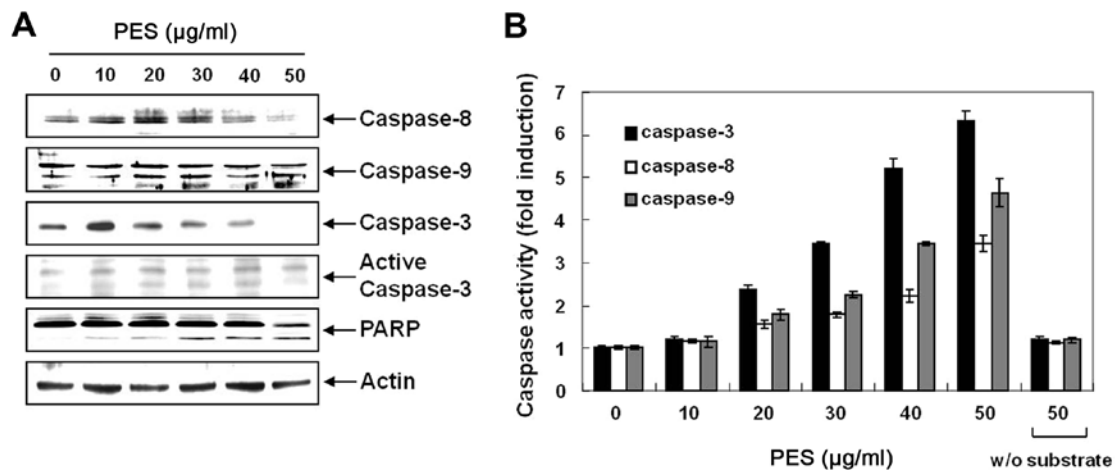 A
PES (µg/ml)
0 10 20 30 40 50
Caspase-8
Caspase-9
Caspase-3
Active
Caspase-3
PARP
Actin
B
Caspase activity (fold induction)
7
6
5
4
3
2
1
0
caspase-3
caspase-8
caspase-9
0 10 20 30 40 50 50
PES (µg/ml)
w/o substrate